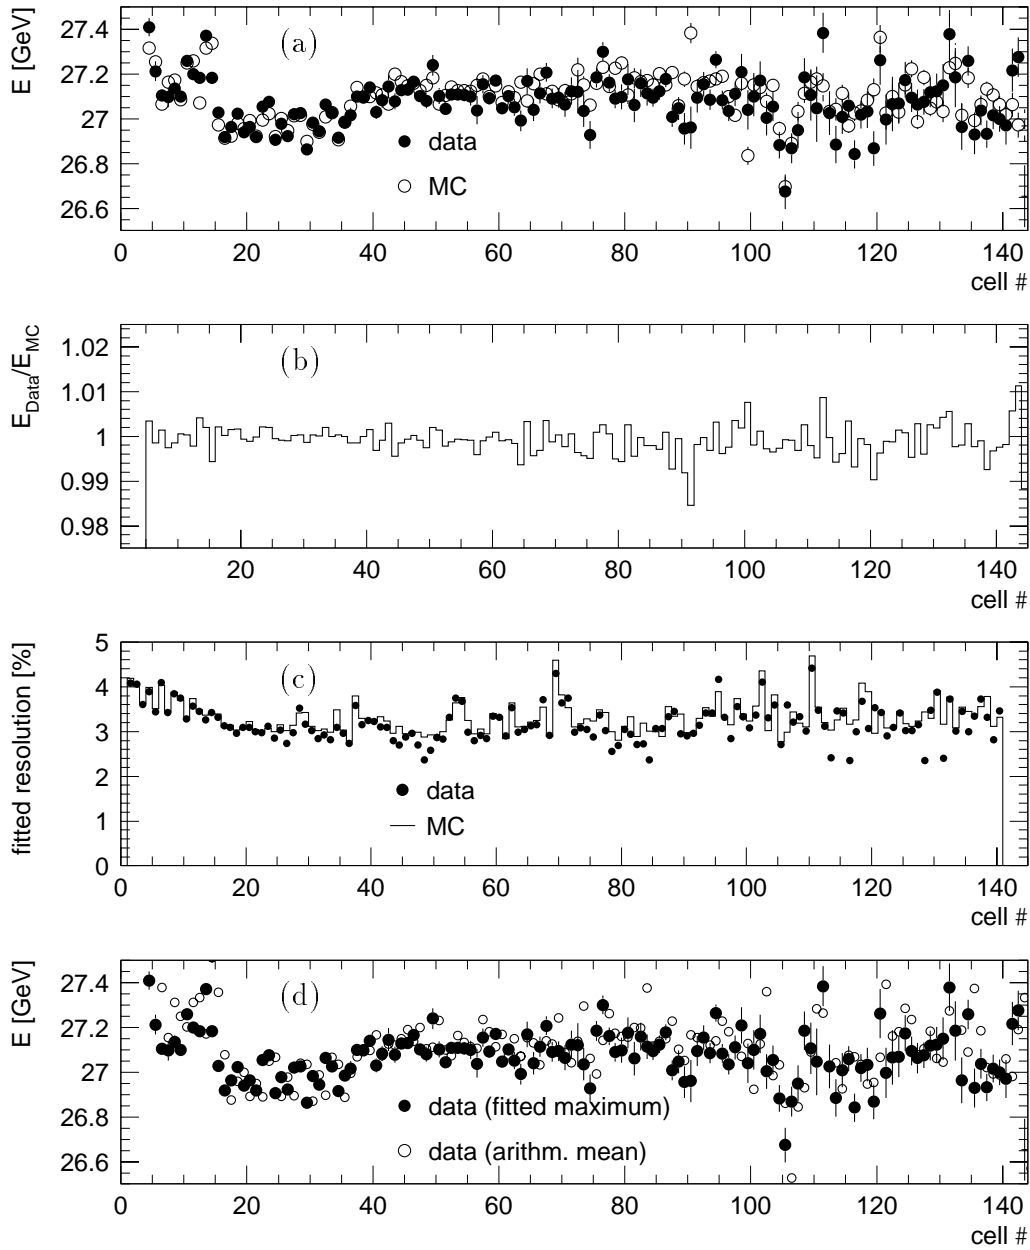 E [GeV]
27.4
27.2
27
26.8
26.6
(a)
data
MC
0 20 40 60 80 100 120 140
cell #
E_Data/E_MC
1.02
1.01
1
0.99
0.98
(b)
20 40 60 80 100 120 140
cell #
fitted resolution [%]
5
4
3
2
1
0
(c)
data
MC
0 20 40 60 80 100 120 140
cell #
E [GeV]
27.4
27.2
27
26.8
26.6
(d)
data (fitted maximum)
data (arithm. mean)
0 20 40 60 80 100 120 140
cell #